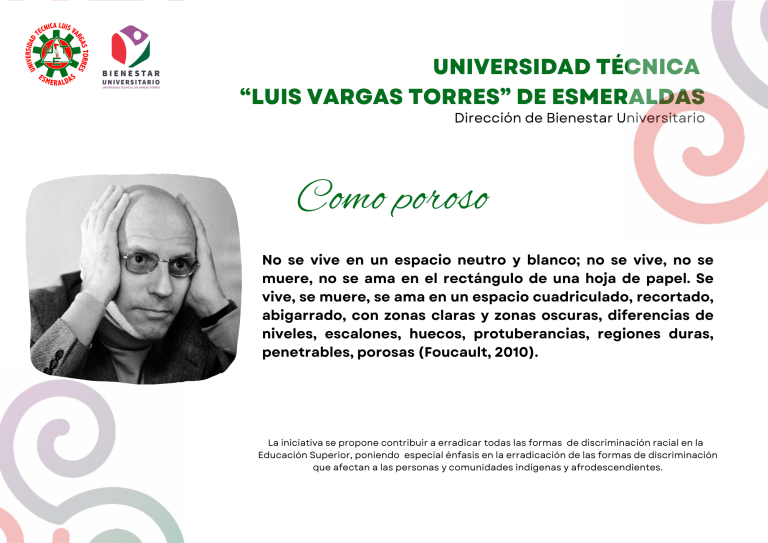 UNIVERSIDAD TÉCNICA LUIS VARGAS TORRES
ESMERALDAS
BIENESTAR
UNIVERSITARIO
UNIVERSIDAD TÉCNICA
“LUIS VARGAS TORRES” DE ESMERALDAS
Dirección de Bienestar Universitario
Como poroso
No se vive en un espacio neutro y blanco; no se vive, no se
muere, no se ama en el rectángulo de una hoja de papel. Se
vive, se muere, se ama en un espacio cuadriculado, recortado,
abigarrado, con zonas claras y zonas oscuras, diferencias de
niveles, escalones, huecos, protuberancias, regiones duras,
penetrables, porosas (Foucault, 2010).
La iniciativa se propone contribuir a erradicar todas las formas de discriminación racial en la
Educación Superior, poniendo especial énfasis en la erradicación de las formas de discriminación
que afectan a las personas y comunidades indígenas y afrodescendientes.